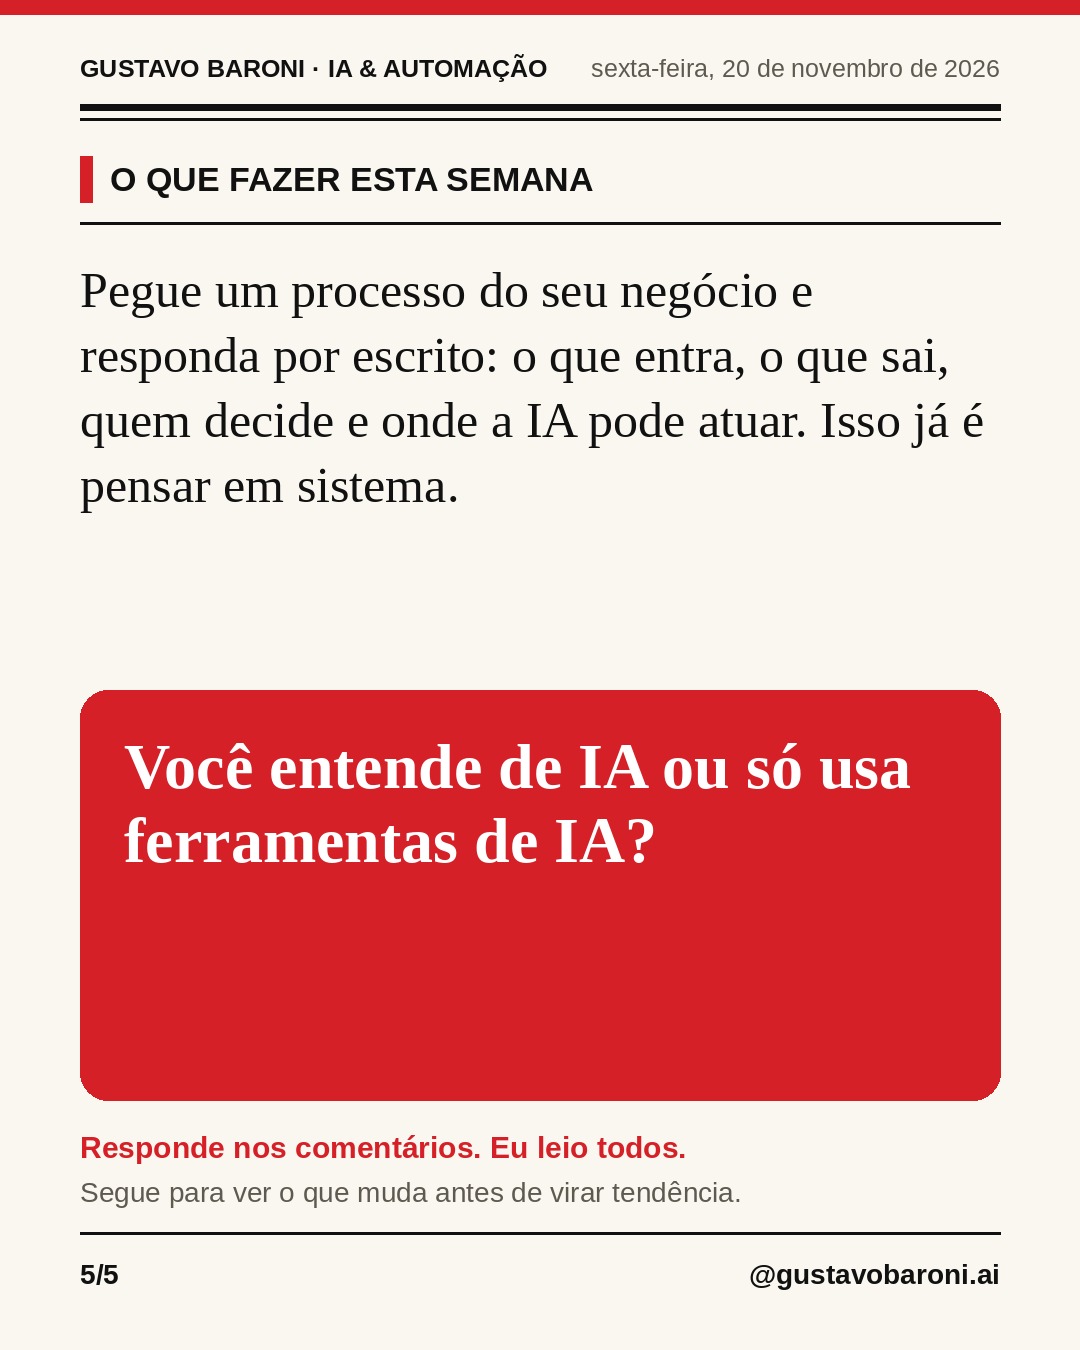 GUSTAVO BARONI · IA & AUTOMAÇÃO
sexta-feira, 20 de novembro de 2026
O QUE FAZER ESTA SEMANA
Pegue um processo do seu negócio e
responda por escrito: o que entra, o que sai,
quem decide e onde a IA pode atuar. Isso já é
pensar em sistema.
Você entende de IA ou só usa
ferramentas de IA?
Responde nos comentários. Eu leio todos.
Segue para ver o que muda antes de virar tendência.
5/5
@gustavobaroni.ai